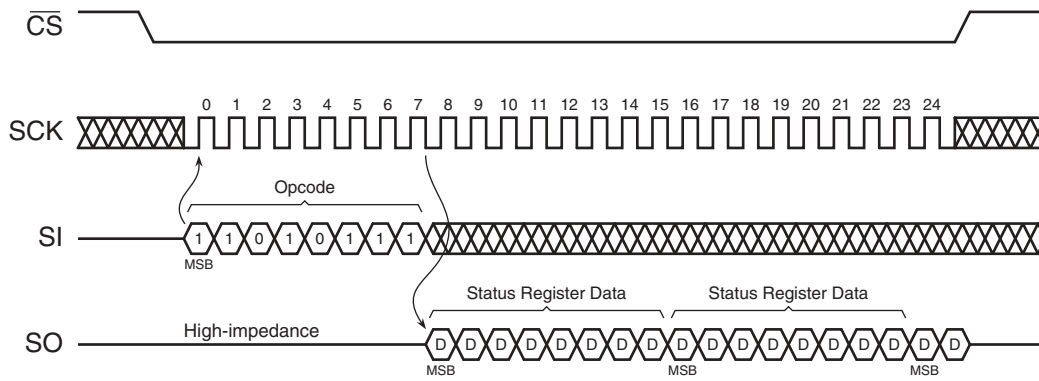 CS
SCK 0 1 2 3 4 5 6 7 8 9 10 11 12 13 14 15 16 17 18 19 20 21 22 23 24
Opcode
SI 1 1 0 1 0 1 1 1
MSB
Status Register Data Status Register Data
High-impedance
SO D D D D D D D D D D D D D D D D D D
MSB MSB MSB